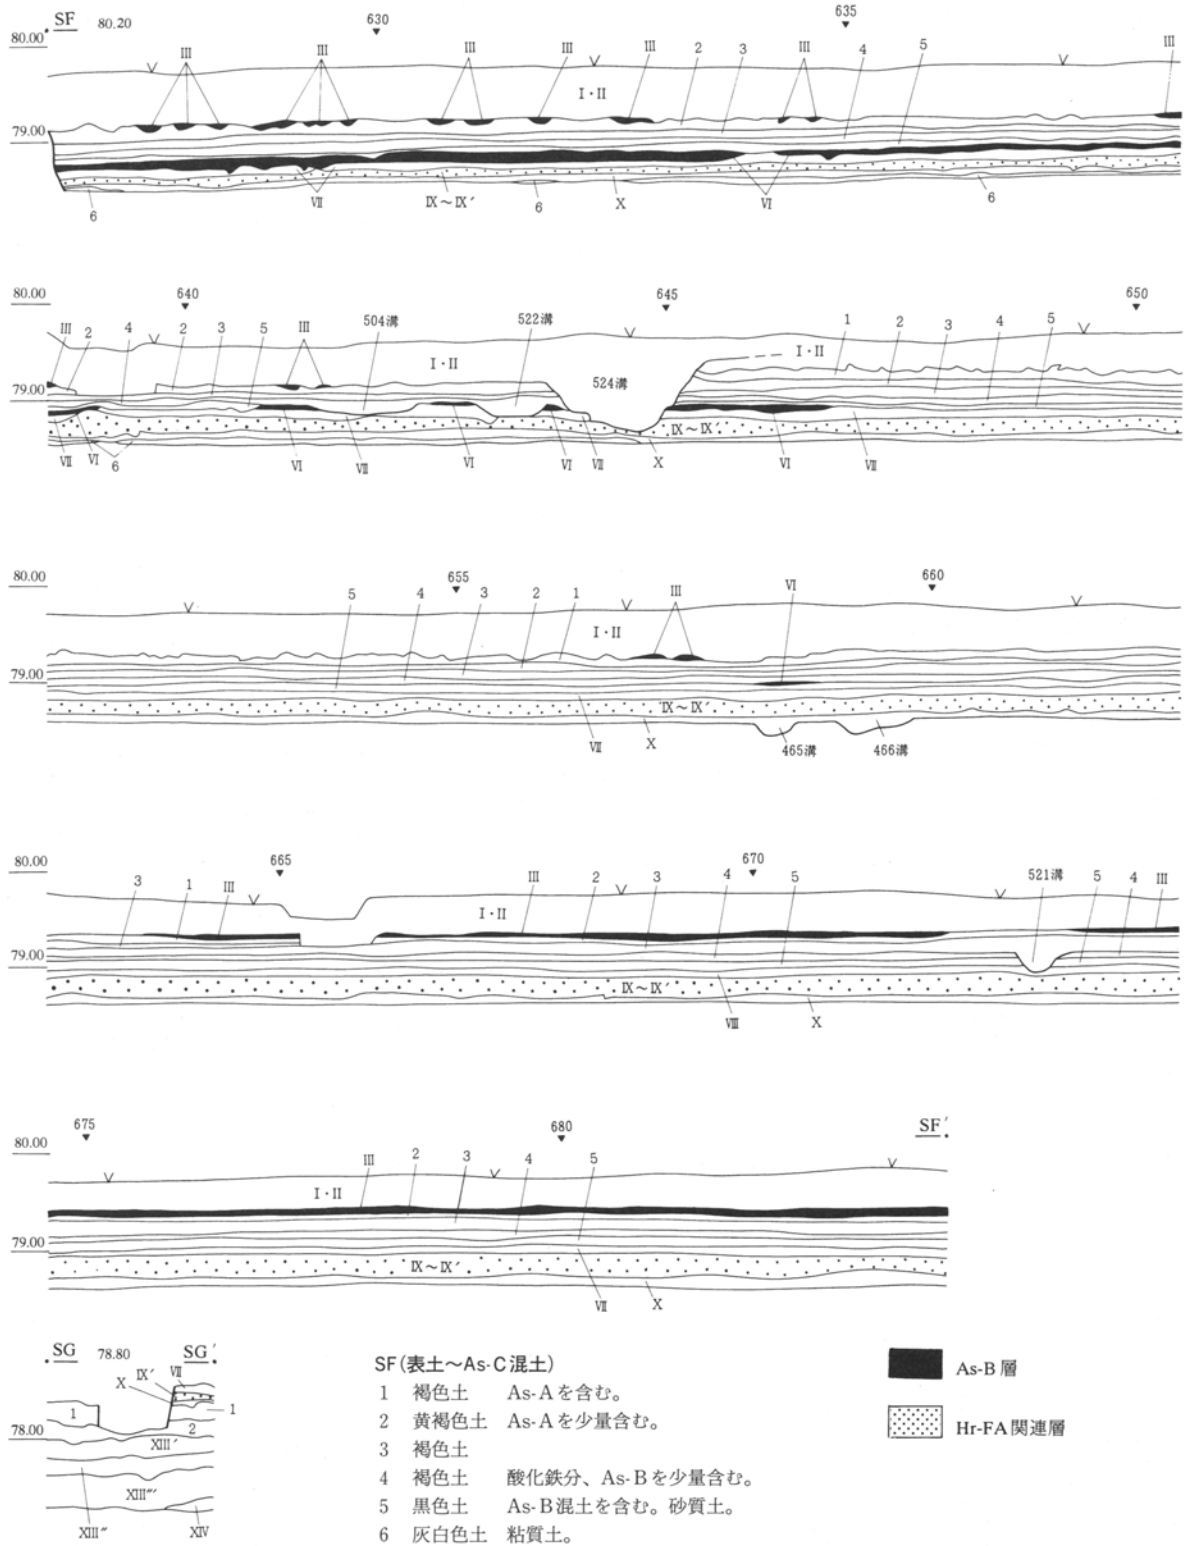 SF 80.20 630 635
80.00
III III III III III 2 3 III 4 5 III
I・II
79.00
6 VII IX～IX′ 6 X VI 6
80.00 640 645 650
III 2 4 2 3 5 III 504溝 522溝 1 2 3 4 5
I・II 524溝 I・II
79.00
IX～IX′
VII VI 6 VI VII VI VII X VI VII
80.00 655 660
5 4 3 2 1 III VI
I・II
79.00
IX～IX′
VII X 465溝 466溝
80.00 665 670
3 1 III III 2 3 4 5 521溝 5 4 III
I・II
79.00
IX～IX′
VIII X
675 680 SF′
80.00
III 2 3 4 5
I・II
79.00
IX～IX′
VII X
SG 78.80 SG′
IX′ VII
X
1 1
2
78.00
XIII′
XIII‴
XIII″ XIV
SF(表土～As-C混土)
1 褐色土 As-Aを含む。
2 黄褐色土 As-Aを少量含む。
3 褐色土
4 褐色土 酸化鉄分、As-Bを少量含む。
5 黒色土 As-B混土を含む。砂質土。
6 灰白色土 粘質土。
As-B層
Hr-FA関連層